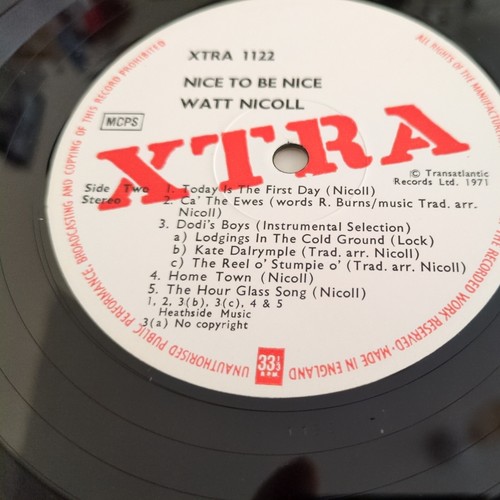 XTRA 1122
NICE TO BE NICE
WATT NICOLL
MCPS
XTRA
© Transatlantic
Records Ltd. 1971
Side Two
Stereo
1. Today Is The First Day (Nicoll)
2. Ca' The Ewes (words R. Burns/music Trad. arr.
Nicoll)
3. Dodi's Boys (Instrumental Selection)
a) Lodgings In The Cold Ground (Lock)
b) Kate Dalrymple (Trad. arr. Nicoll)
c) The Reel o' Stumpie o' (Trad. arr. Nicoll)
4. Home Town (Nicoll)
5. The Hour Glass Song (Nicoll)
1, 2, 3(b), 3(c), 4 & 5
Heathside Music
3(a) No copyright
33⅓
R.P.M.
UNAUTHORISED PUBLIC PERFORMANCE, BROADCASTING AND COPYING OF THIS RECORD PROHIBITED
ALL RIGHTS OF THE MANUFACTUR
RECORDED WORK RESERVED-MADE IN ENGLAND